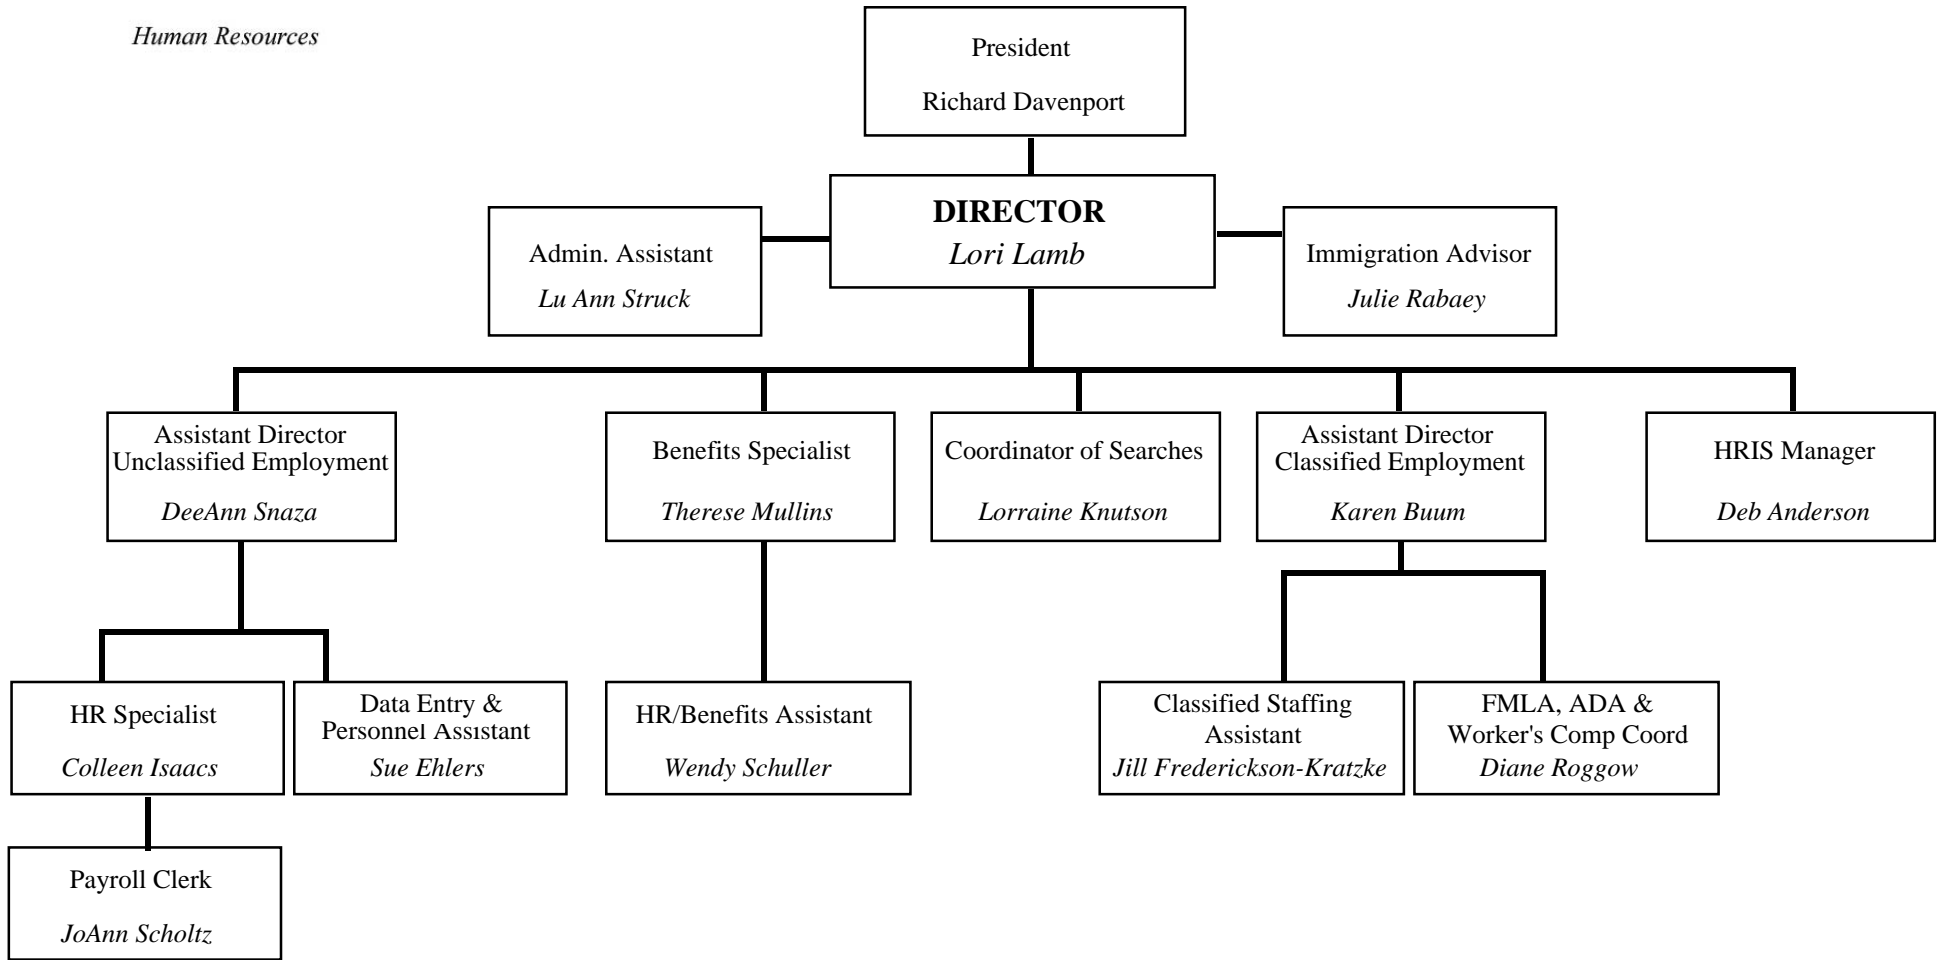 Human Resources
President
Richard Davenport
DIRECTOR
Lori Lamb
Admin. Assistant
Lu Ann Struck
Immigration Advisor
Julie Rabaey
Assistant Director
Unclassified Employment
DeeAnn Snaza
Benefits Specialist
Therese Mullins
Coordinator of Searches
Lorraine Knutson
Assistant Director
Classified Employment
Karen Buum
HRIS Manager
Deb Anderson
HR Specialist
Colleen Isaacs
Data Entry &
Personnel Assistant
Sue Ehlers
HR/Benefits Assistant
Wendy Schuller
Classified Staffing
Assistant
Jill Frederickson-Kratzke
FMLA, ADA &
Worker's Comp Coord
Diane Roggow
Payroll Clerk
JoAnn Scholtz